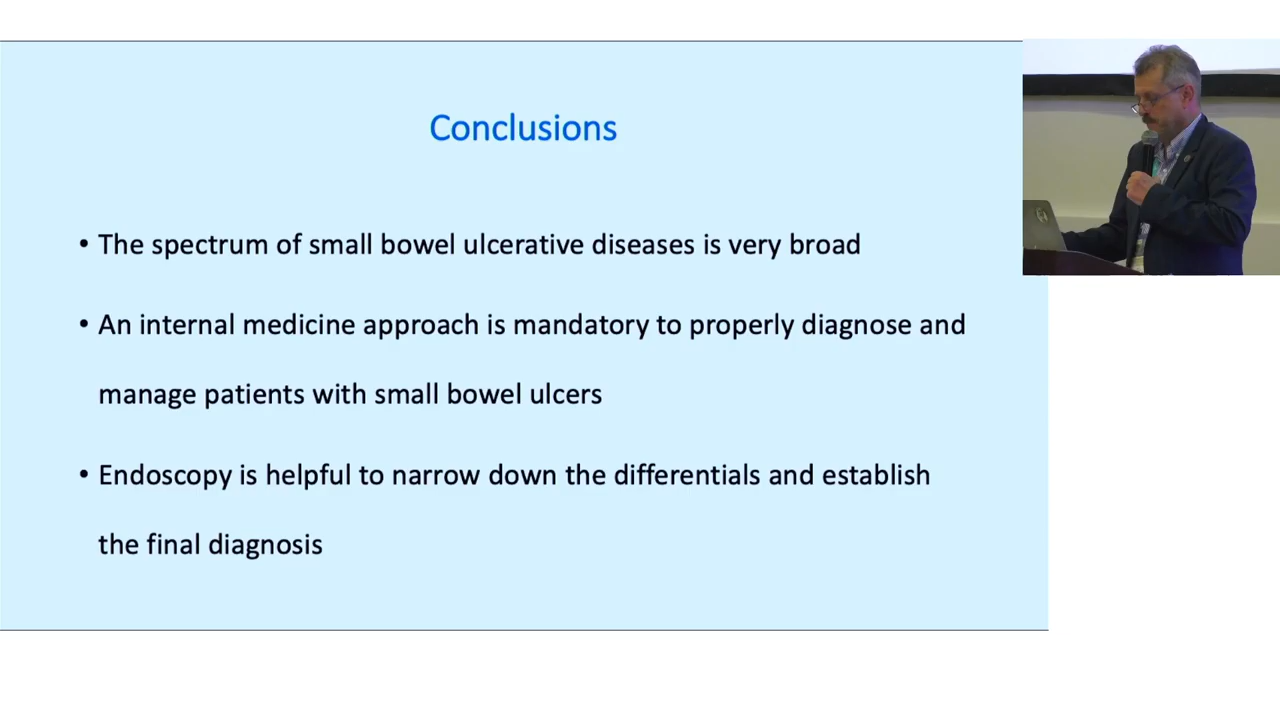 Conclusions
• The spectrum of small bowel ulcerative diseases is very broad
• An internal medicine approach is mandatory to properly diagnose and
manage patients with small bowel ulcers
• Endoscopy is helpful to narrow down the differentials and establish
the final diagnosis